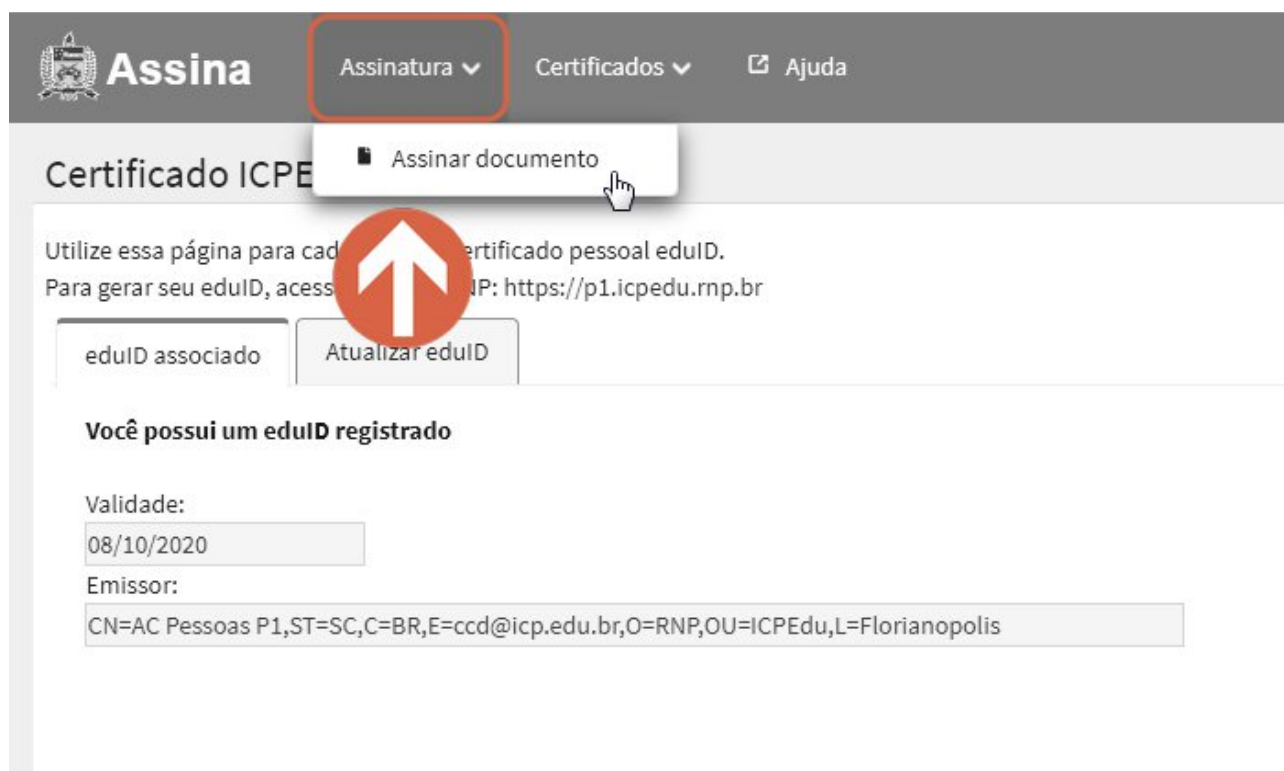 Assina
Assinatura
Certificados
Ajuda
Assinar documento
Certificado ICPE
Utilize essa página para cad ertificado pessoal eduID.
Para gerar seu eduID, acess NP: https://p1.icpedu.rnp.br
eduID associado
Atualizar eduID
Você possui um eduID registrado
Validade:
08/10/2020
Emissor:
CN=AC Pessoas P1,ST=SC,C=BR,E=ccd@icp.edu.br,O=RNP,OU=ICPEdu,L=Florianopolis